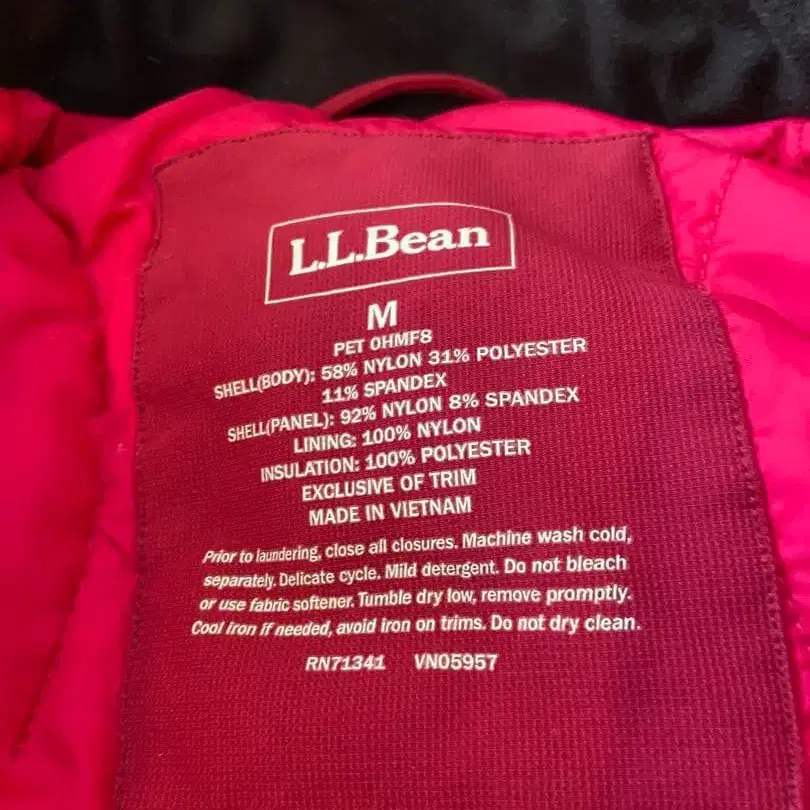 L.L.Bean
M
PET 0HMF8
SHELL(BODY): 58% NYLON 31% POLYESTER
11% SPANDEX
SHELL(PANEL): 92% NYLON 8% SPANDEX
LINING: 100% NYLON
INSULATION: 100% POLYESTER
EXCLUSIVE OF TRIM
MADE IN VIETNAM
Prior to laundering, close all closures. Machine wash cold,
separately. Delicate cycle. Mild detergent. Do not bleach
or use fabric softener. Tumble dry low, remove promptly.
Cool iron if needed, avoid iron on trims. Do not dry clean.
RN71341 VN05957